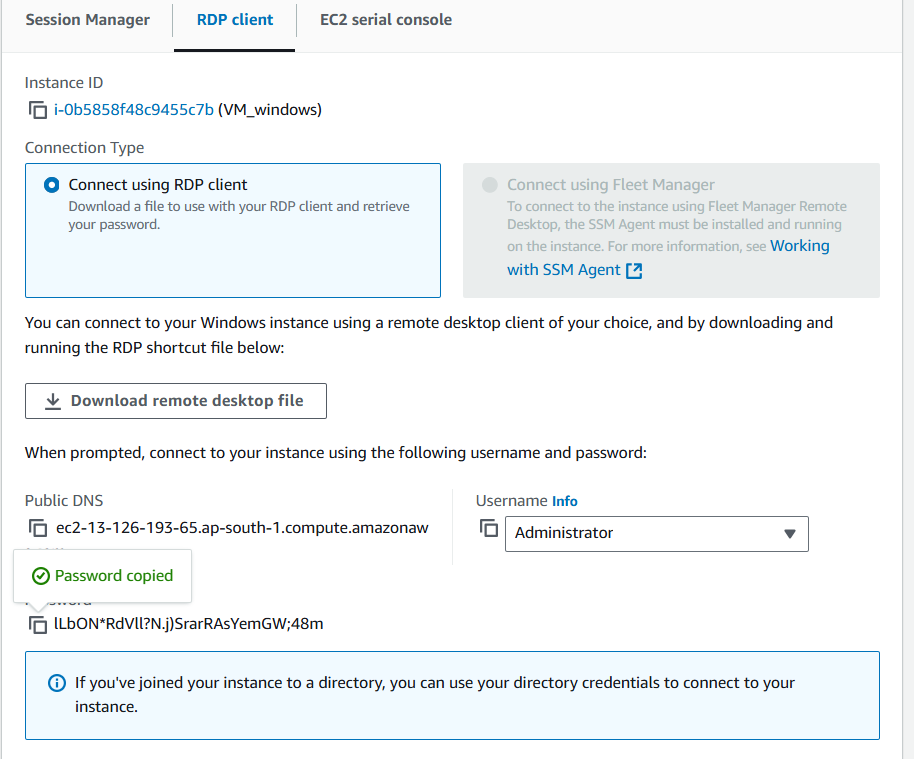 Session Manager
RDP client
EC2 serial console
Instance ID
i-0b5858f48c9455c7b (VM_windows)
Connection Type
Connect using RDP client
Download a file to use with your RDP client and retrieve
your password.
Connect using Fleet Manager
To connect to the instance using Fleet Manager Remote
Desktop, the SSM Agent must be installed and running
on the instance. For more information, see Working
with SSM Agent
You can connect to your Windows instance using a remote desktop client of your choice, and by downloading and
running the RDP shortcut file below:
Download remote desktop file
When prompted, connect to your instance using the following username and password:
Public DNS
ec2-13-126-193-65.ap-south-1.compute.amazonaw
Username Info
Administrator
Password copied
lLbON*RdVll?N.j)SrarRAsYemGW;48m
If you've joined your instance to a directory, you can use your directory credentials to connect to your
instance.